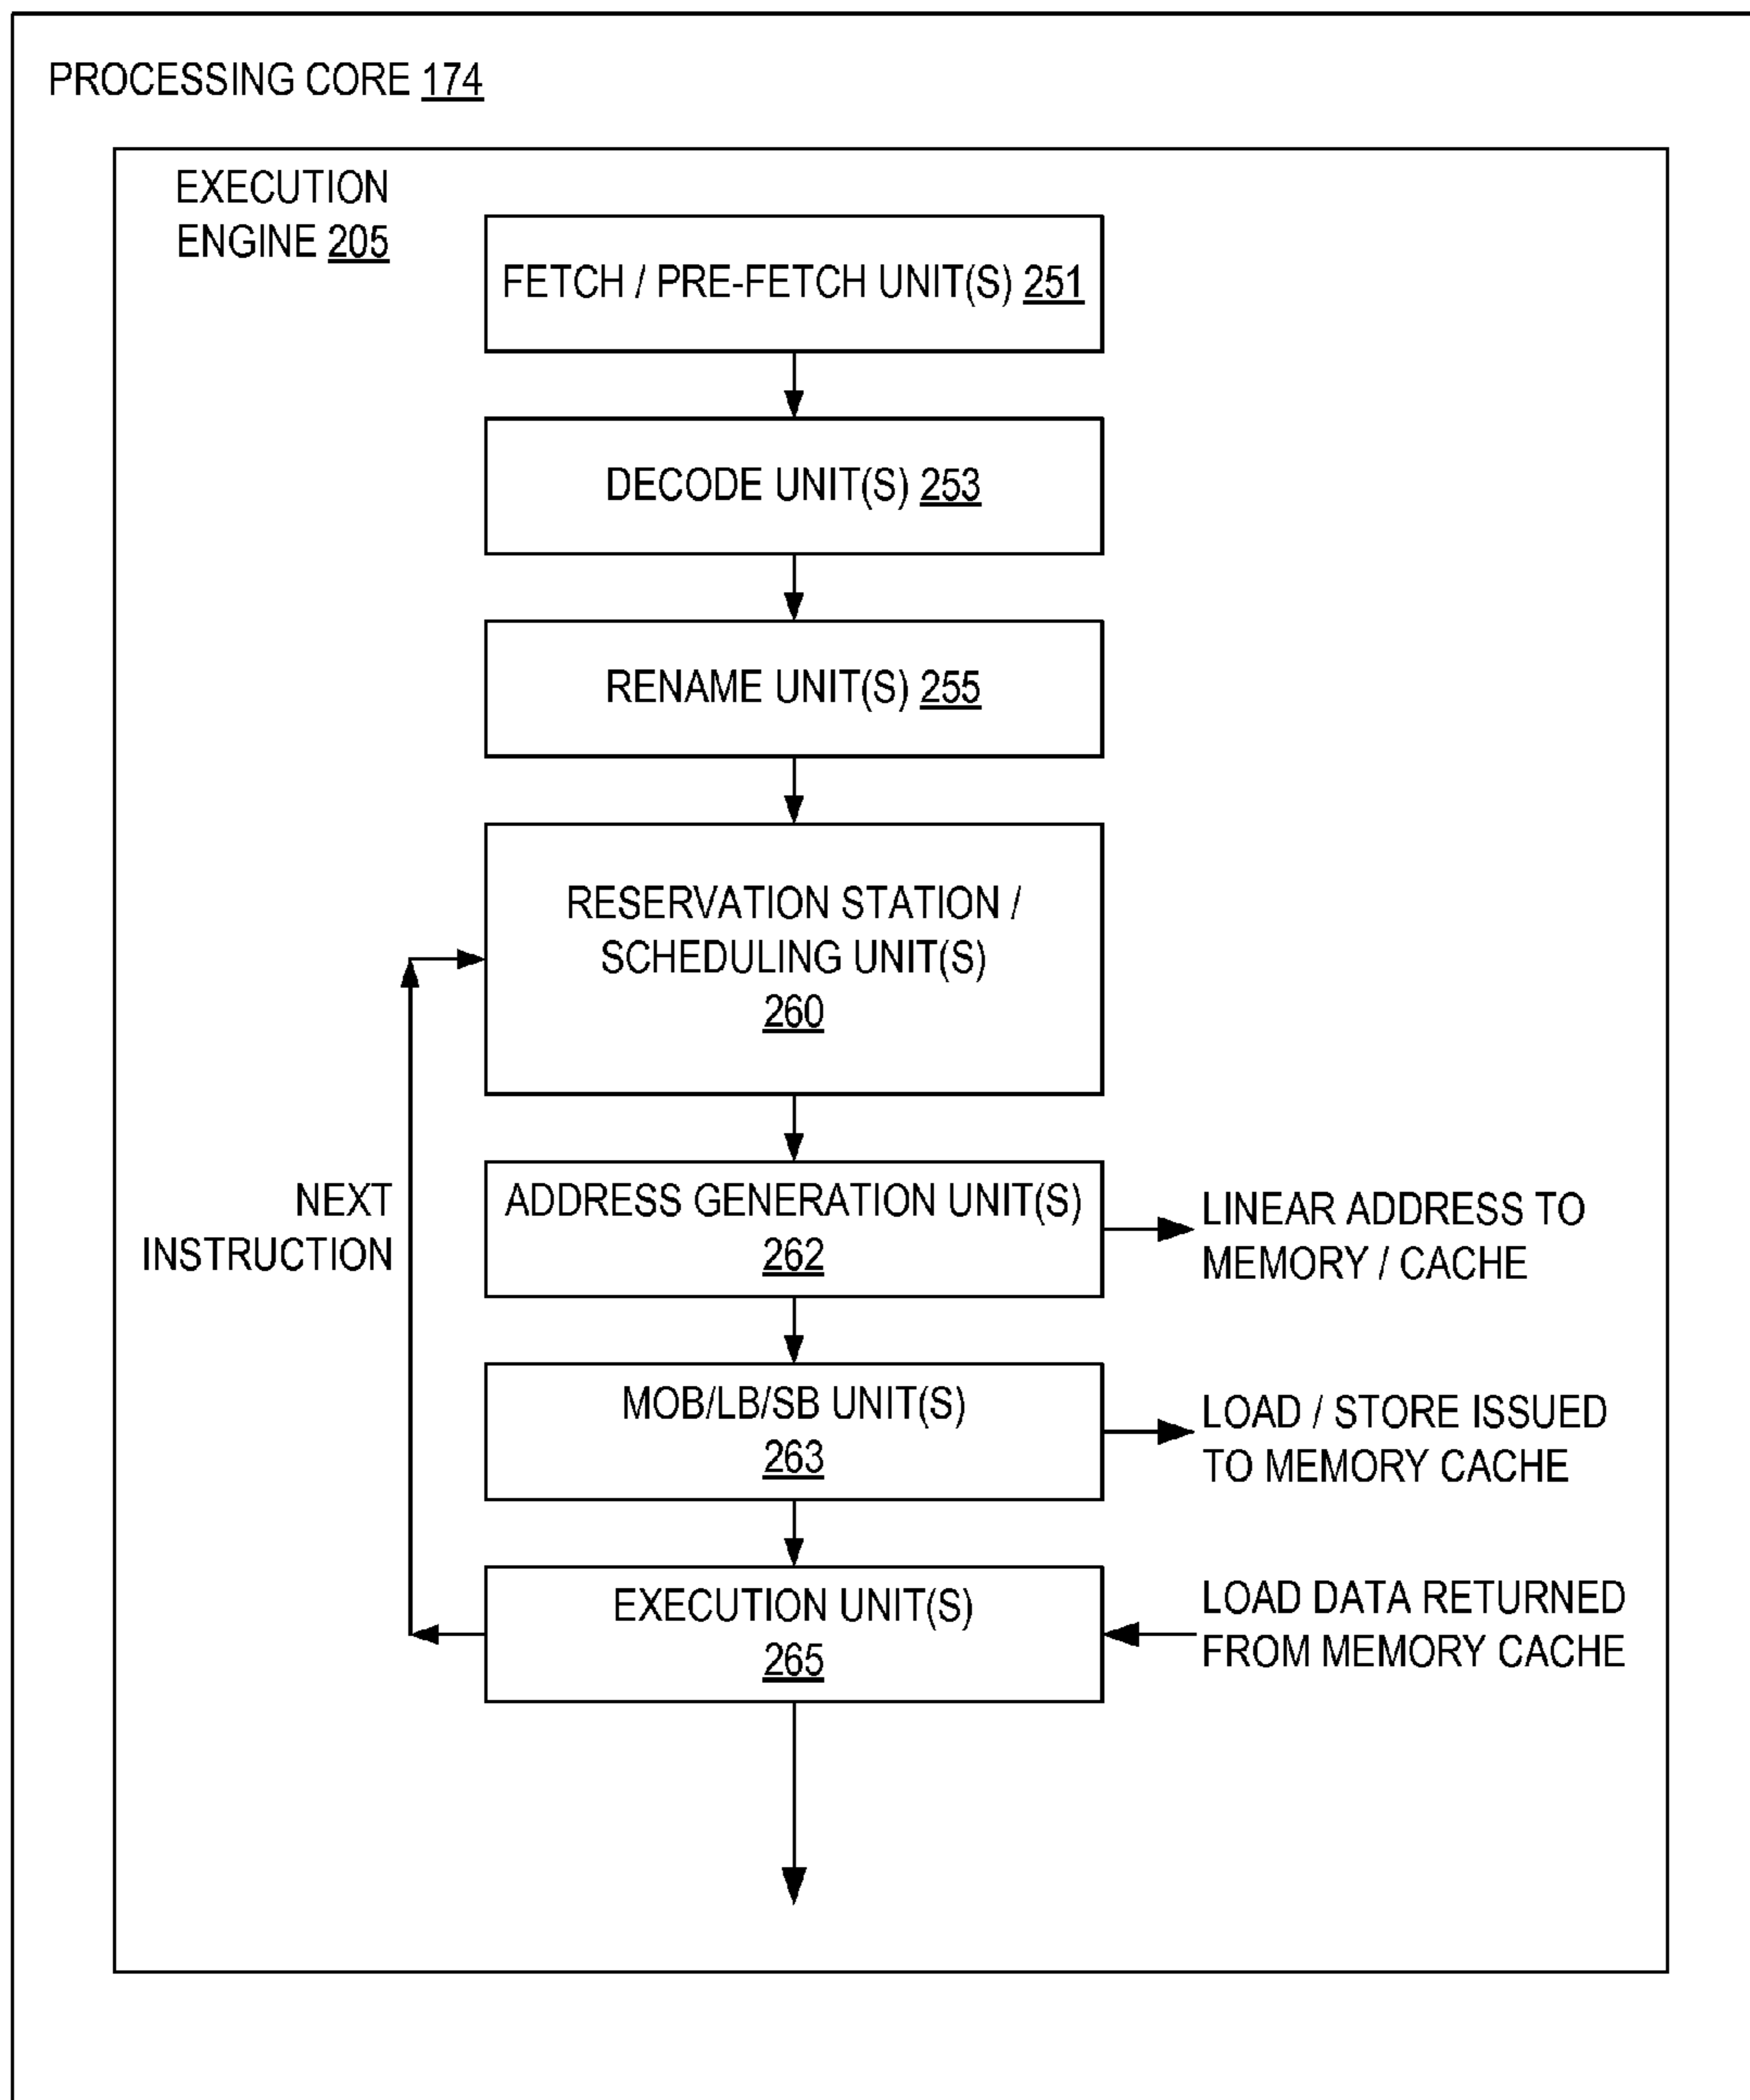 PROCESSING CORE 174
EXECUTION
ENGINE 205
FETCH / PRE-FETCH UNIT(S) 251
DECODE UNIT(S) 253
RENAME UNIT(S) 255
RESERVATION STATION /
SCHEDULING UNIT(S)
260
NEXT
INSTRUCTION
ADDRESS GENERATION UNIT(S)
262
LINEAR ADDRESS TO
MEMORY / CACHE
MOB/LB/SB UNIT(S)
263
LOAD / STORE ISSUED
TO MEMORY CACHE
EXECUTION UNIT(S)
265
LOAD DATA RETURNED
FROM MEMORY CACHE